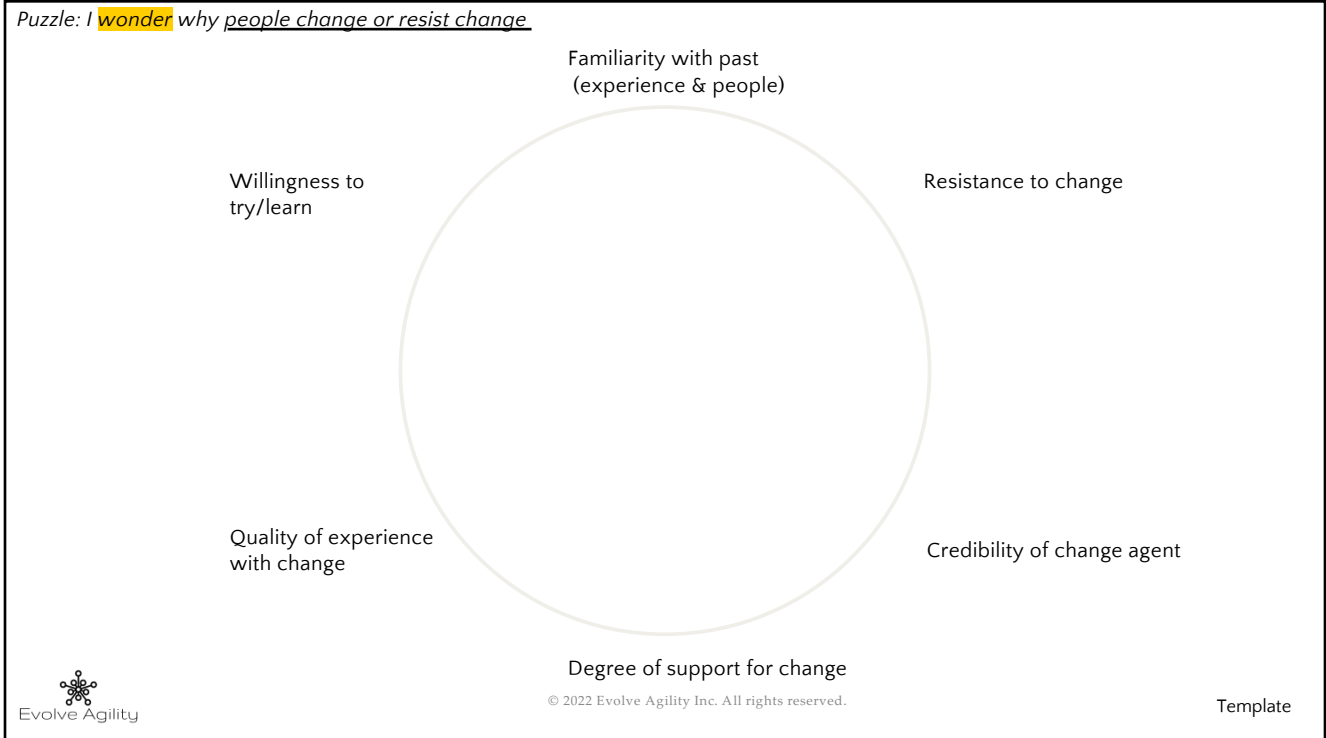 Puzzle: I wonder why people change or resist change
Familiarity with past
(experience & people)
Willingness to
try/learn
Resistance to change
Quality of experience
with change
Credibility of change agent
Degree of support for change
© 2022 Evolve Agility Inc. All rights reserved.
Evolve Agility
Template